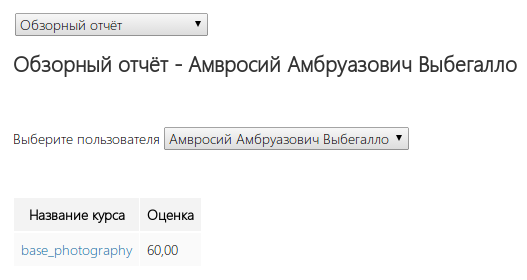 Обзорный отчёт
Обзорный отчёт - Амвросий Амбруазович Выбегалло
Выберите пользователя Амвросий Амбруазович Выбегалло
Название курса Оценка
base_photography 60,00